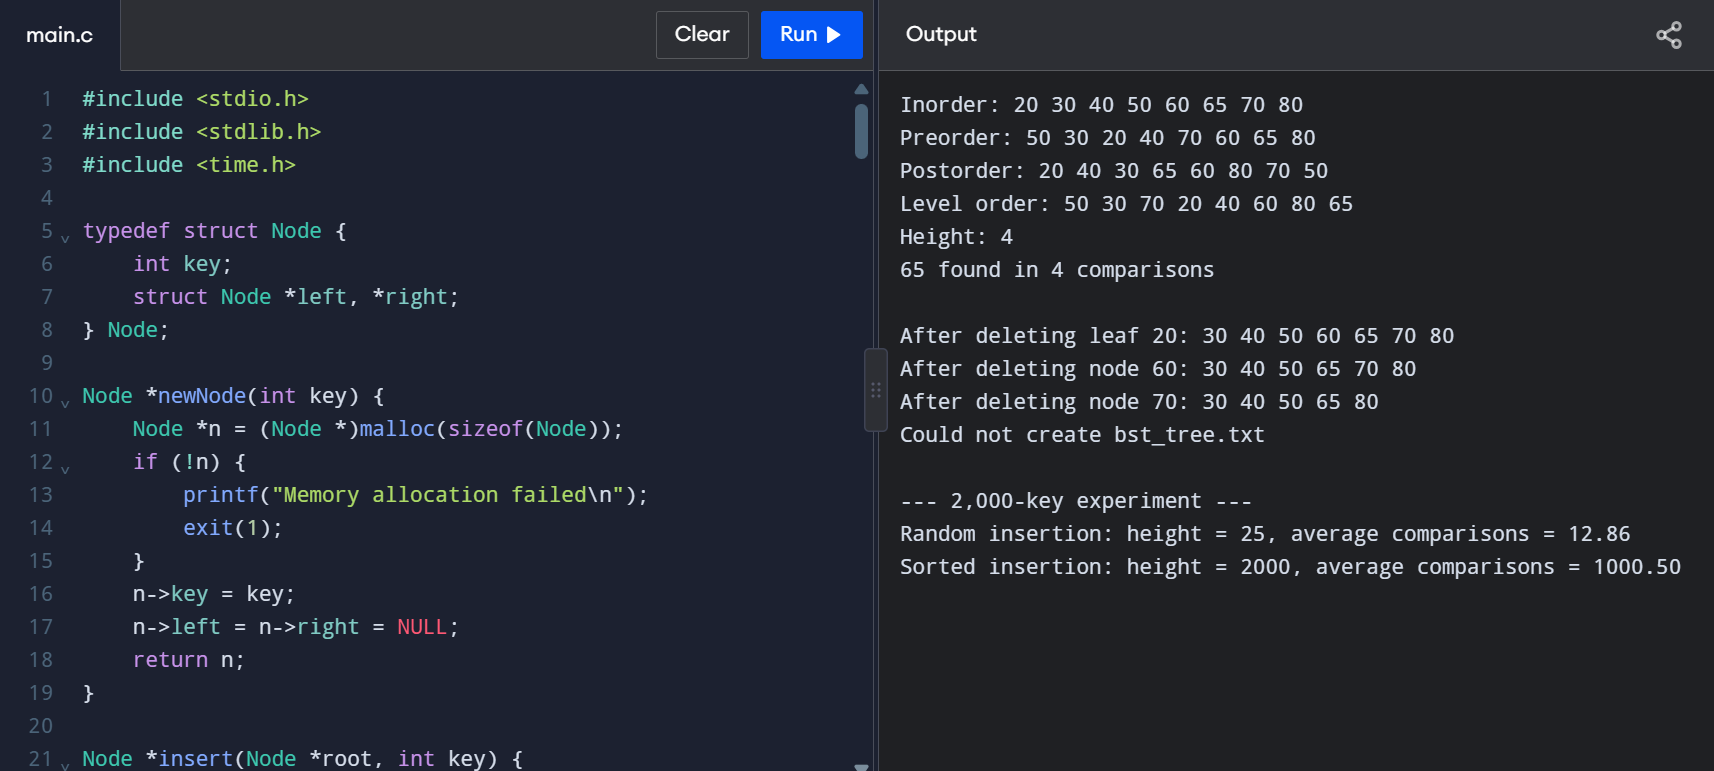 main.c
Clear
Run
1 #include <stdio.h>
2 #include <stdlib.h>
3 #include <time.h>
4
5 typedef struct Node {
6     int key;
7     struct Node *left, *right;
8 } Node;
9
10 Node *newNode(int key) {
11     Node *n = (Node *)malloc(sizeof(Node));
12     if (!n) {
13         printf("Memory allocation failed\n");
14         exit(1);
15     }
16     n->key = key;
17     n->left = n->right = NULL;
18     return n;
19 }
20
21 Node *insert(Node *root, int key) {
Output
Inorder: 20 30 40 50 60 65 70 80
Preorder: 50 30 20 40 70 60 65 80
Postorder: 20 40 30 65 60 80 70 50
Level order: 50 30 70 20 40 60 80 65
Height: 4
65 found in 4 comparisons

After deleting leaf 20: 30 40 50 60 65 70 80
After deleting node 60: 30 40 50 65 70 80
After deleting node 70: 30 40 50 65 80
Could not create bst_tree.txt

--- 2,000-key experiment ---
Random insertion: height = 25, average comparisons = 12.86
Sorted insertion: height = 2000, average comparisons = 1000.50